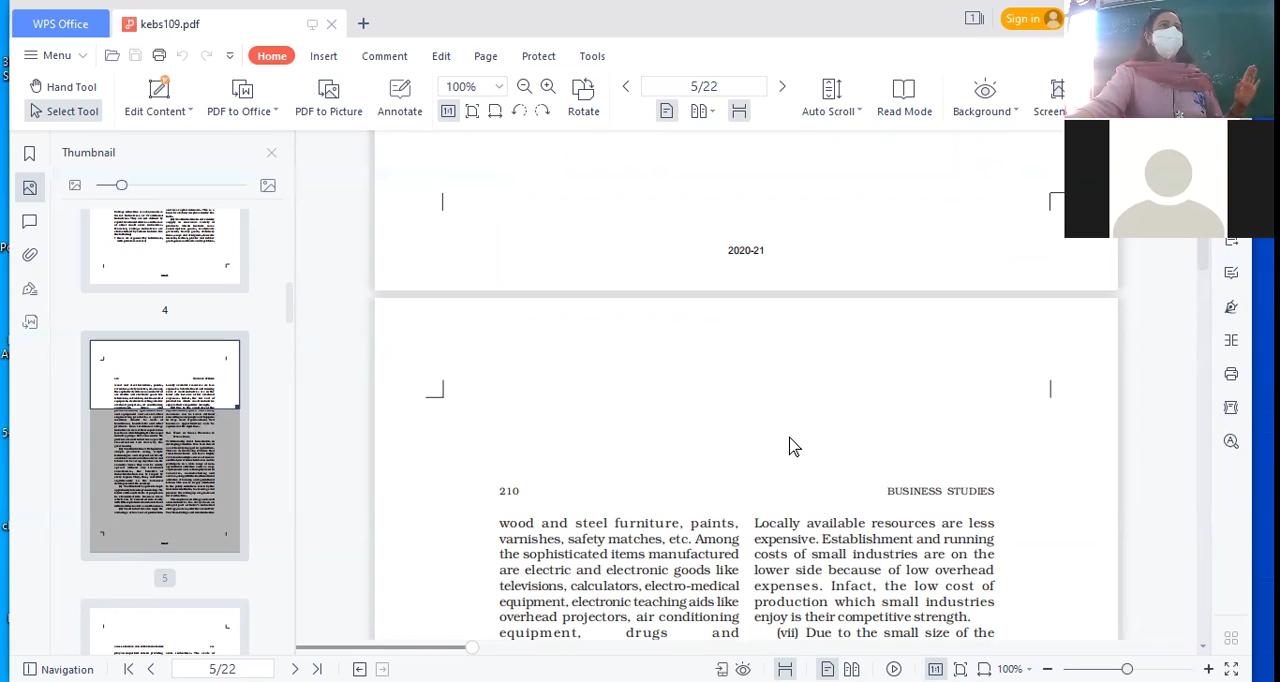 WPS Office
kebs109.pdf
Sign in
Menu
Home
Insert
Comment
Edit
Page
Protect
Tools
Hand Tool
Select Tool
Edit Content
PDF to Office
PDF to Picture
Annotate
100%
5/22
Rotate
Auto Scroll
Read Mode
Background
Screen
Thumbnail
4
5
2020-21
210
BUSINESS STUDIES
wood and steel furniture, paints,
varnishes, safety matches, etc. Among
the sophisticated items manufactured
are electric and electronic goods like
televisions, calculators, electro-medical
equipment, electronic teaching aids like
overhead projectors, air conditioning
equipment, drugs and
Locally available resources are less
expensive. Establishment and running
costs of small industries are on the
lower side because of low overhead
expenses. Infact, the low cost of
production which small industries
enjoy is their competitive strength.
(vii) Due to the small size of the
Navigation
5/22
100%